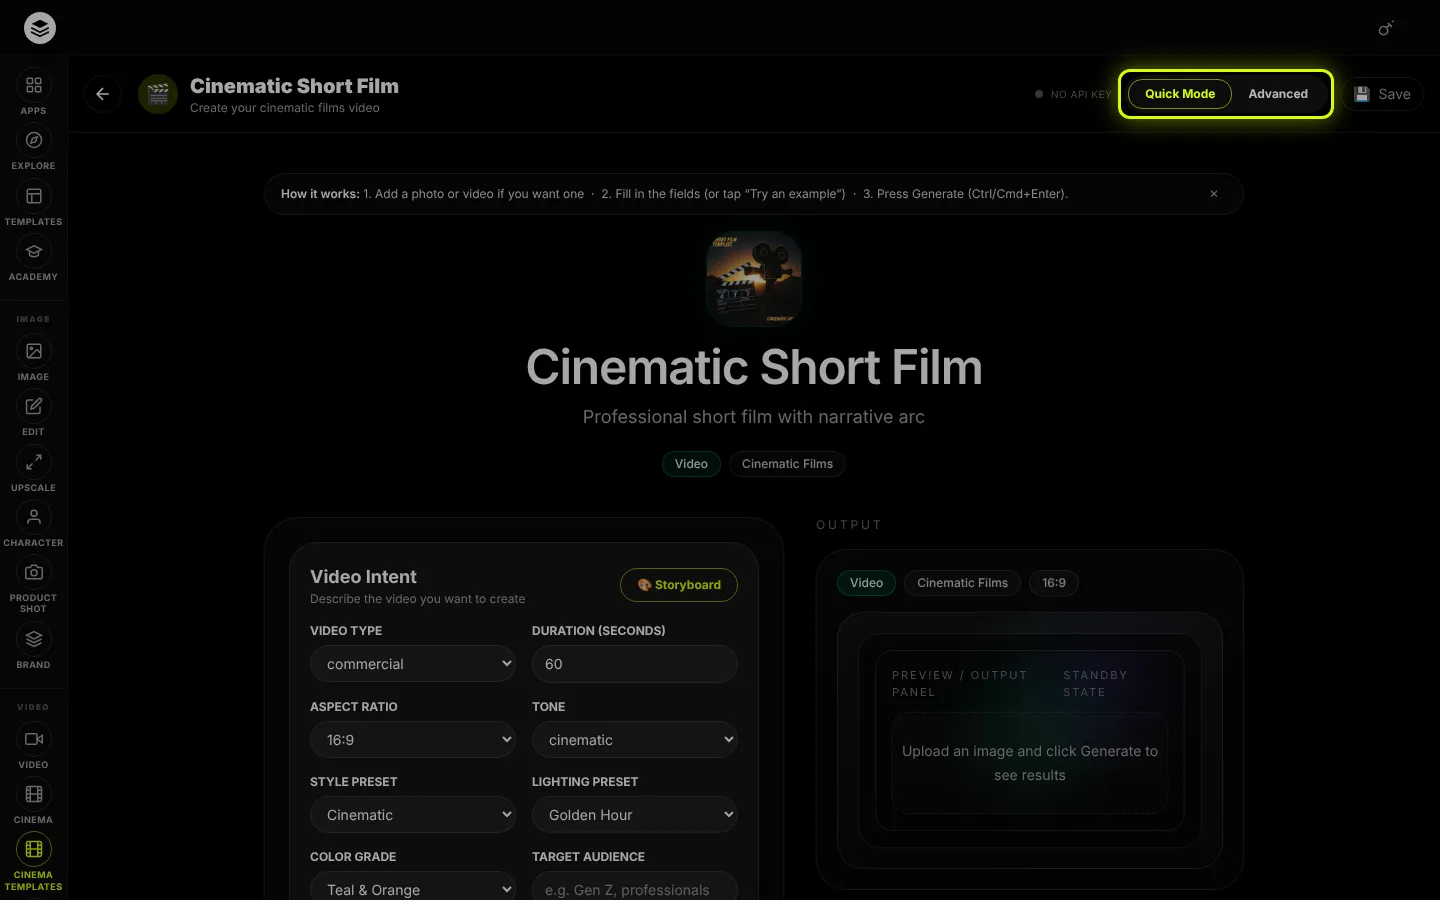 Cinematic Short Film
Create your cinematic films video
NO API KEY
Quick Mode
Advanced
Save
APPS
EXPLORE
TEMPLATES
ACADEMY
IMAGE
IMAGE
EDIT
UPSCALE
CHARACTER
PRODUCT
SHOT
BRAND
VIDEO
VIDEO
CINEMA
CINEMA
TEMPLATES
How it works: 1. Add a photo or video if you want one · 2. Fill in the fields (or tap “Try an example”) · 3. Press Generate (Ctrl/Cmd+Enter).
Cinematic Short Film
Professional short film with narrative arc
Video
Cinematic Films
Video Intent
Describe the video you want to create
Storyboard
VIDEO TYPE
DURATION (SECONDS)
commercial
60
ASPECT RATIO
TONE
16:9
cinematic
STYLE PRESET
LIGHTING PRESET
Cinematic
Golden Hour
COLOR GRADE
TARGET AUDIENCE
Teal & Orange
e.g. Gen Z, professionals
OUTPUT
Video
Cinematic Films
16:9
PREVIEW / OUTPUT
PANEL
STANDBY
STATE
Upload an image and click Generate to
see results